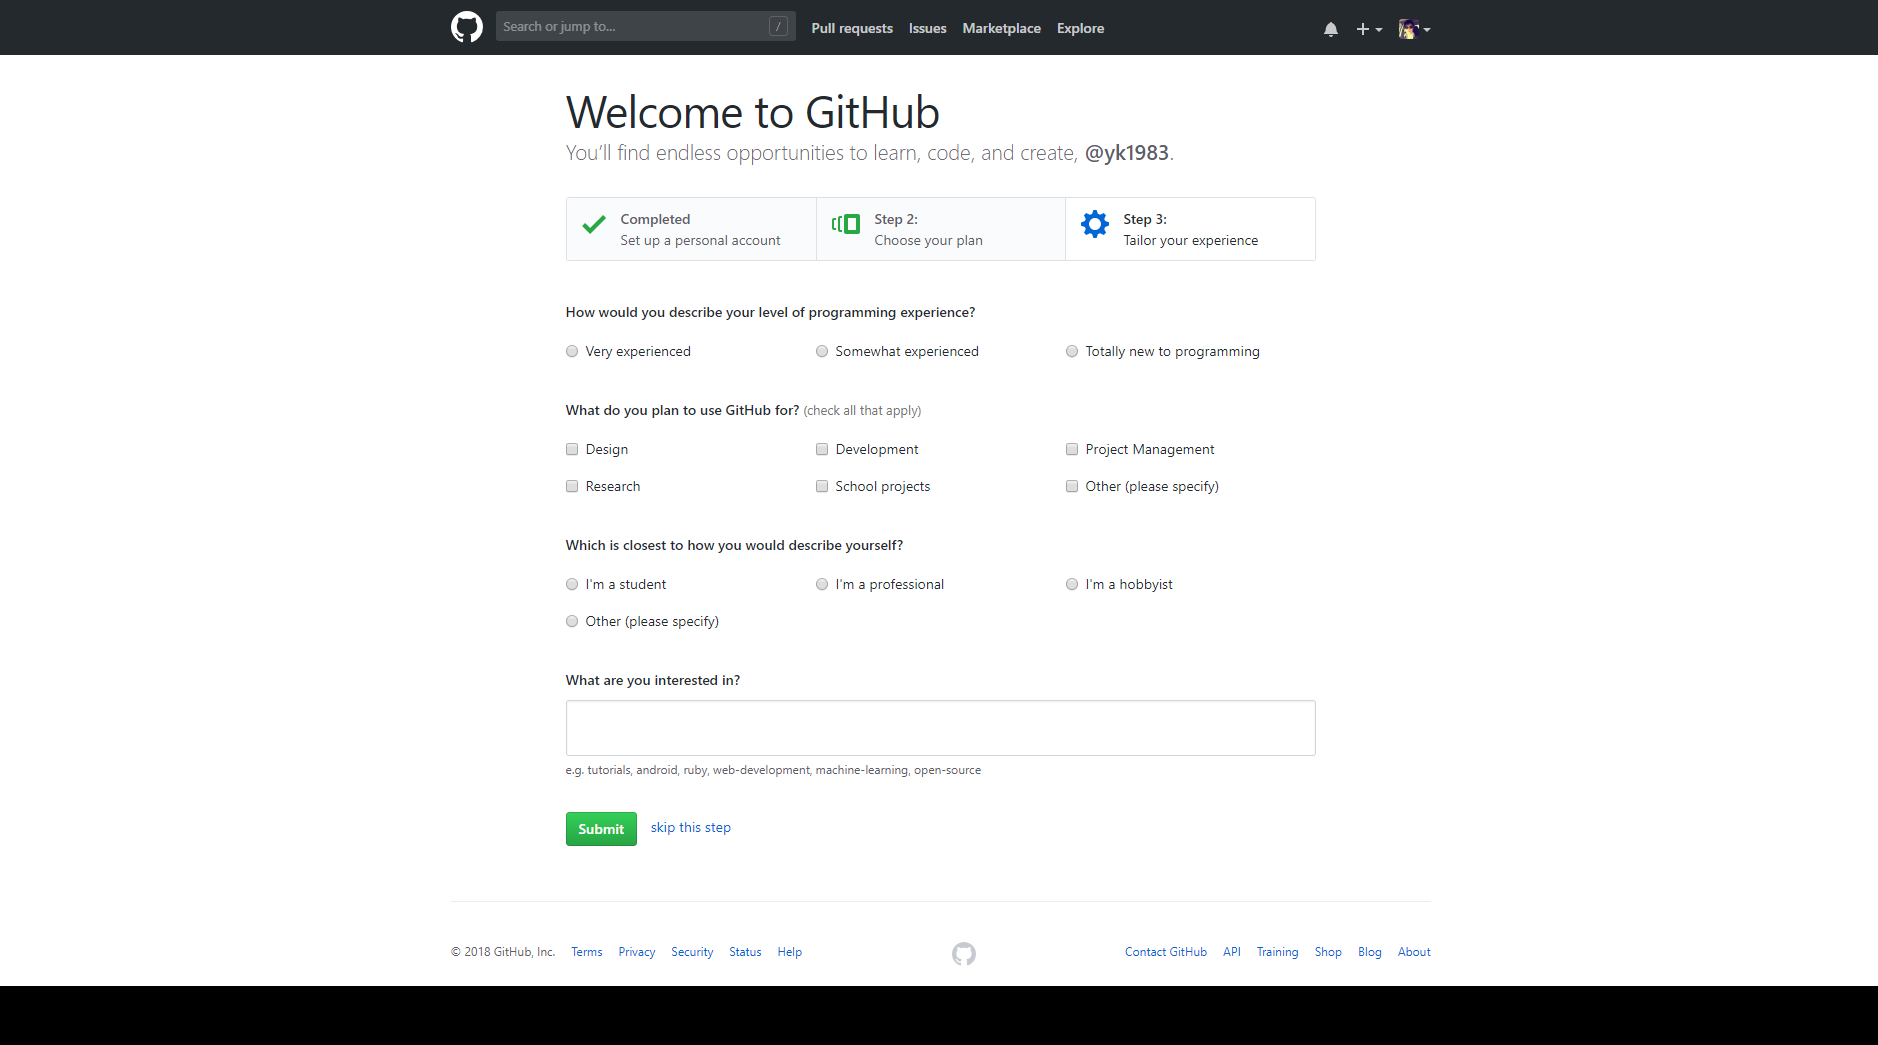 Search or jump to... /
Pull requests Issues Marketplace Explore
Welcome to GitHub
You’ll find endless opportunities to learn, code, and create, @yk1983.
Completed
Set up a personal account
Step 2:
Choose your plan
Step 3:
Tailor your experience
How would you describe your level of programming experience?
Very experienced Somewhat experienced Totally new to programming
What do you plan to use GitHub for? (check all that apply)
Design Development Project Management
Research School projects Other (please specify)
Which is closest to how you would describe yourself?
I'm a student I'm a professional I'm a hobbyist
Other (please specify)
What are you interested in?
e.g. tutorials, android, ruby, web-development, machine-learning, open-source
Submit skip this step
© 2018 GitHub, Inc. Terms Privacy Security Status Help Contact GitHub API Training Shop Blog About